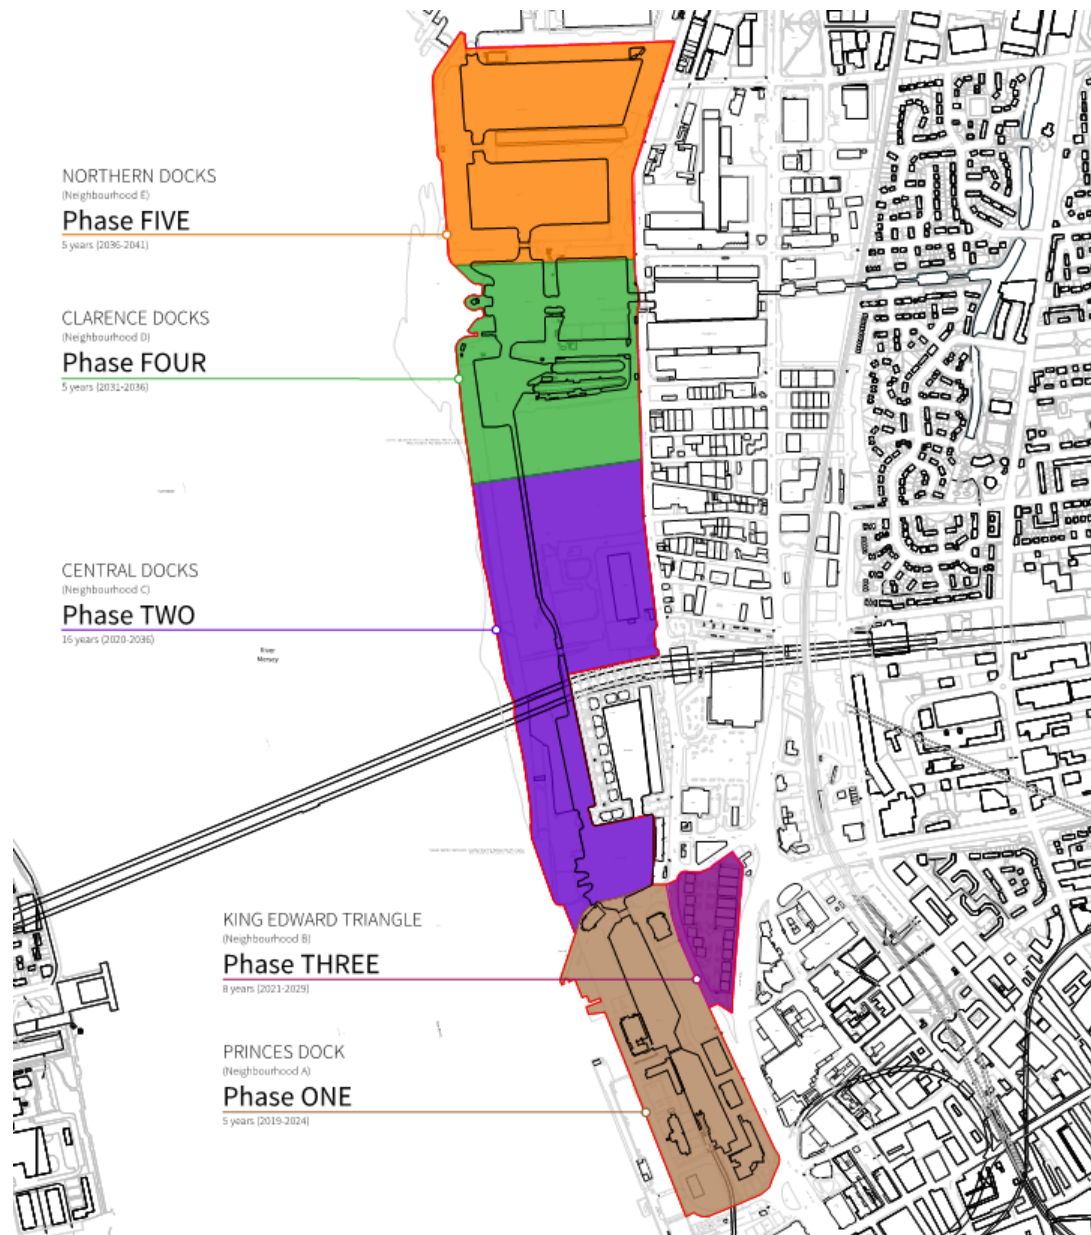 NORTHERN DOCKS
(Neighbourhood E)
Phase FIVE
5 years (2036-2041)
CLARENCE DOCKS
(Neighbourhood D)
Phase FOUR
5 years (2031-2036)
CENTRAL DOCKS
(Neighbourhood C)
Phase TWO
16 years (2020-2036)
River
Mersey
KING EDWARD TRIANGLE
(Neighbourhood B)
Phase THREE
8 years (2021-2029)
PRINCES DOCK
(Neighbourhood A)
Phase ONE
5 years (2019-2024)